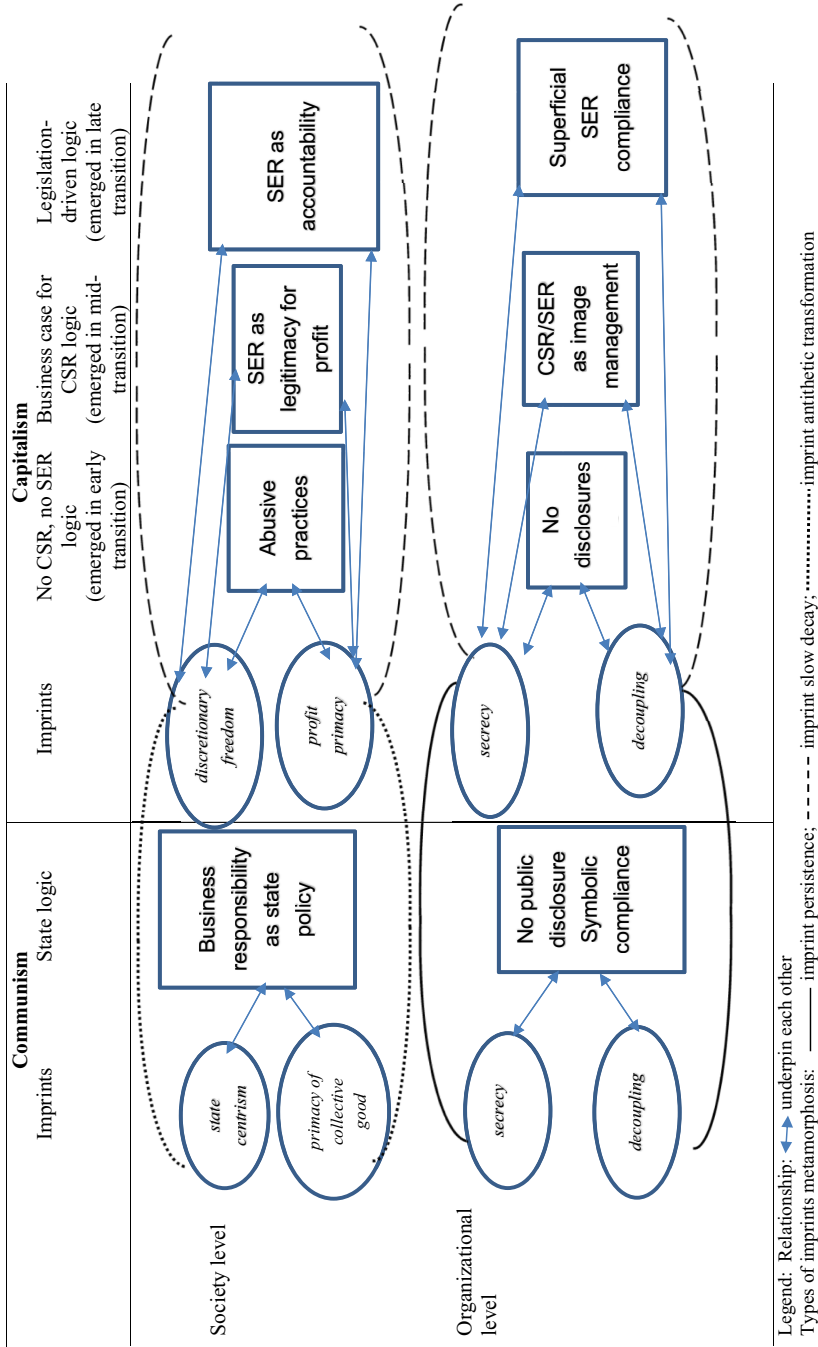 Communism
Capitalism
Imprints
State logic
Imprints
No CSR, no SER
logic
(emerged in early
transition)
Business case for
CSR logic
(emerged in mid-
transition)
Legislation-
driven logic
(emerged in late
transition)
Society level
state
centrism
primacy of
collective
good
Business
responsibility
as state
policy
discretionary
freedom
profit
primacy
Abusive
practices
SER as
legitimacy for
profit
SER as
accountability
Organizational
level
secrecy
decoupling
No public
disclosure
Symbolic
compliance
secrecy
decoupling
No
disclosures
CSR/SER
as image
management
Superficial
SER
compliance
Legend: Relationship: underpin each other
Types of imprints metamorphosis: imprint persistence; imprint slow decay; imprint antithetic transformation